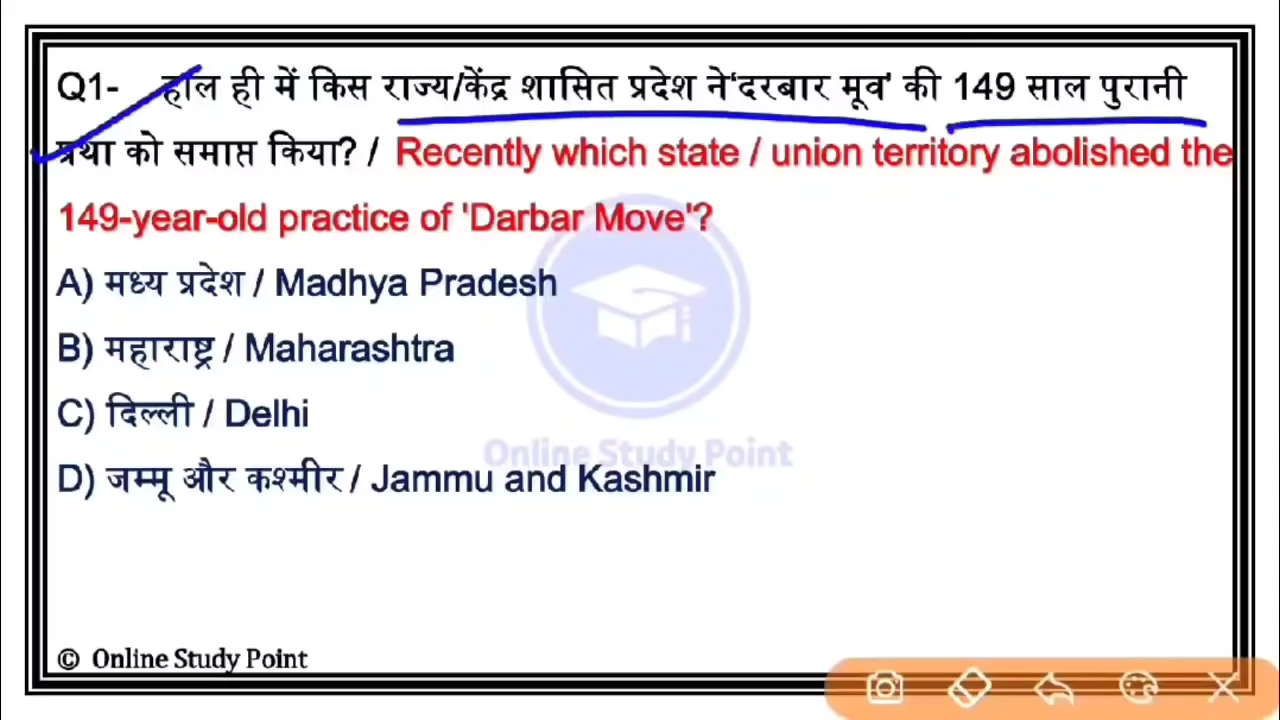 Q1- हाल ही में किस राज्य/केंद्र शासित प्रदेश ने‘दरबार मूव’ की 149 साल पुरानी
प्रथा को समाप्त किया? / Recently which state / union territory abolished the
149-year-old practice of 'Darbar Move'?
A) मध्य प्रदेश / Madhya Pradesh
B) महाराष्ट्र / Maharashtra
C) दिल्ली / Delhi
Online Study Point
D) जम्मू और कश्मीर / Jammu and Kashmir
© Online Study Point